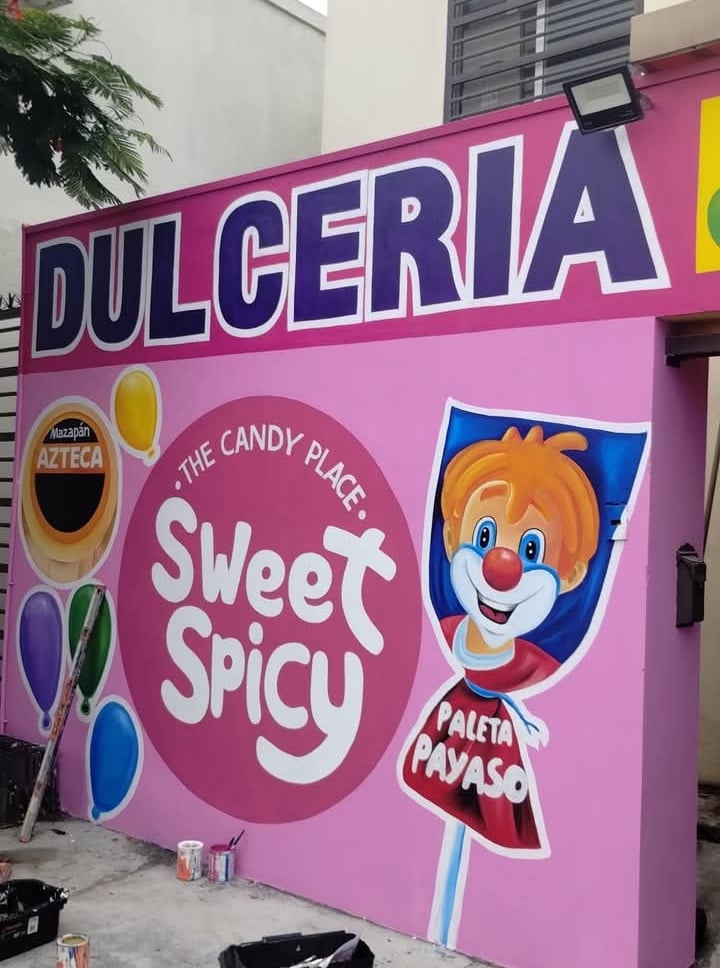 DULCERIA
Mazapán
AZTECA
• THE CANDY PLACE •
Sweet
Spicy
PALETA
PAYASO